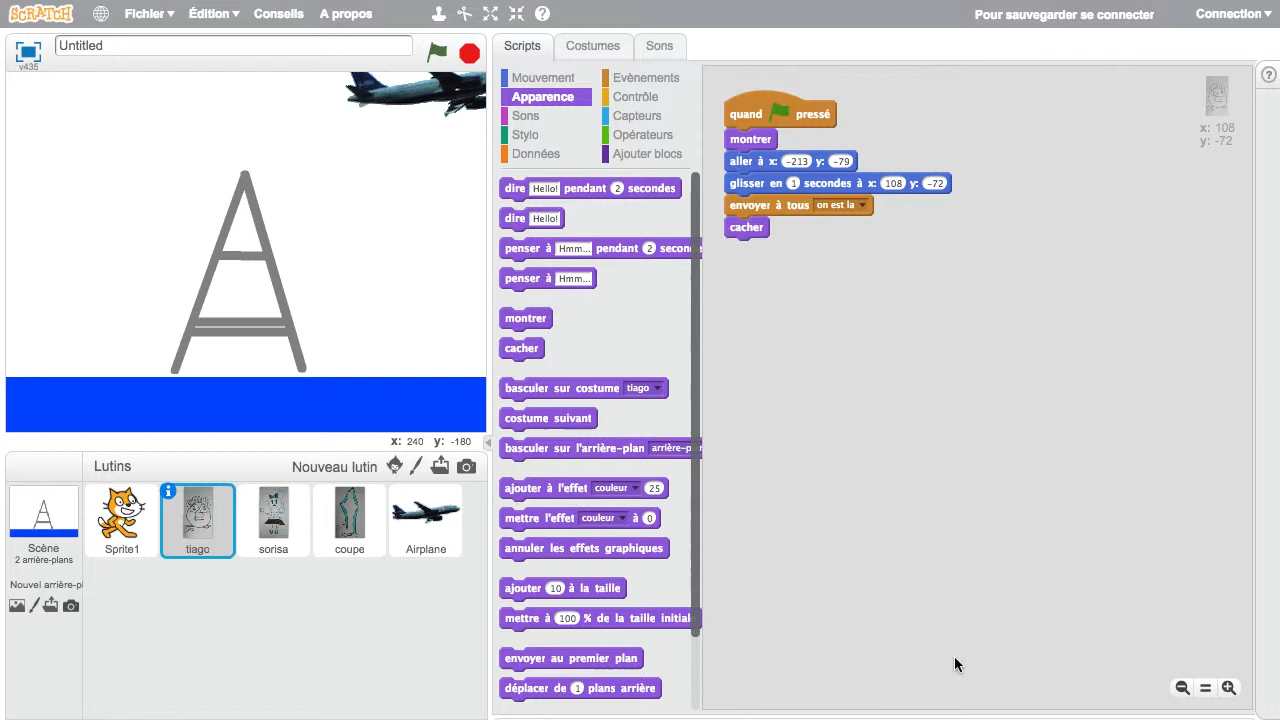 SCRATCH
Fichier Édition Conseils A propos
Pour sauvegarder se connecter
Connection
Untitled
v435
Scripts Costumes Sons
Mouvement
Apparence
Sons
Stylo
Données
Evènements
Contrôle
Capteurs
Opérateurs
Ajouter blocs
dire Hello! pendant 2 secondes
dire Hello!
penser à Hmm... pendant 2 secon
penser à Hmm...
montrer
cacher
basculer sur costume tiago
costume suivant
basculer sur l'arrière-plan arrière-p
ajouter à l'effet couleur 25
mettre l'effet couleur à 0
annuler les effets graphiques
ajouter 10 à la taille
mettre à 100 % de la taille initial
envoyer au premier plan
déplacer de 1 plans arrière
quand pressé
montrer
aller à x: -213 y: -79
glisser en 1 secondes à x: 108 y: -72
envoyer à tous on est la
cacher
x: 108
y: -72
x: 240 y: -180
Lutins
Nouveau lutin
Scène
2 arrière-plans
Nouvel arrière-pl
Sprite1
tiago
sorisa
coupe
Airplane